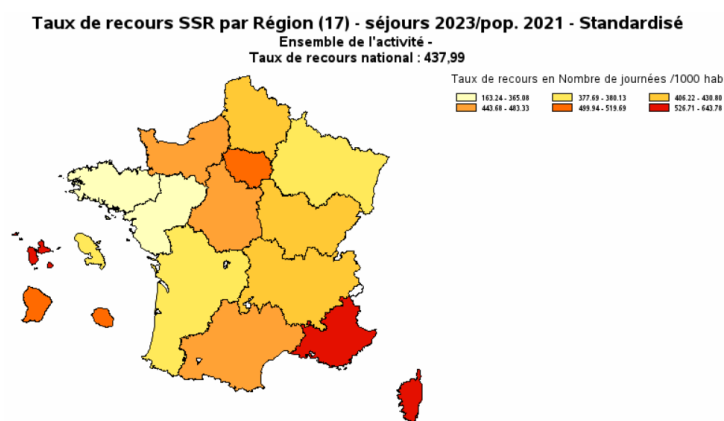 Taux de recours SSR par Région (17) - séjours 2023/pop. 2021 - Standardisé
Ensemble de l'activité -
Taux de recours national : 437,99
Taux de recours en Nombre de journées /1000 hab
163.24 - 365.08 377.69 - 380.13 406.22 - 430.80
443.60 - 483.33 499.94 - 519.69 526.71 - 643.70